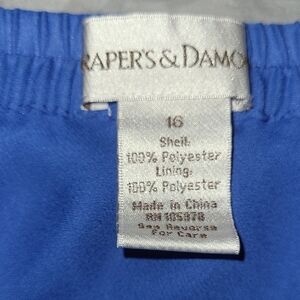 RAPER'S & DAMO
16
Shell:
100% Polyester
Lining:
100% Polyester
Made in China
RN 105978
See Reverse
For Care